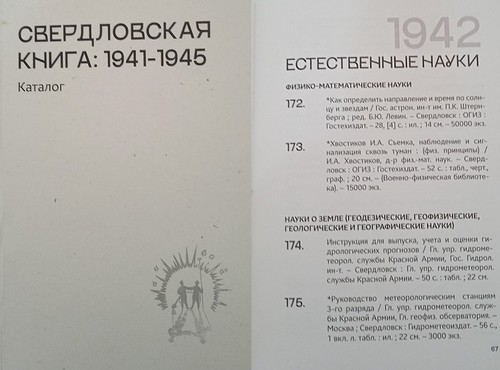 СВЕРДЛОВСКАЯ
КНИГА: 1941-1945
Каталог
1942
ЕСТЕСТВЕННЫЕ НАУКИ
ФИЗИКО-МАТЕМАТИЧЕСКИЕ НАУКИ
172. *Как определить направление и время по солн-
цу и звездам / Гос. астрон. ин-т им. П.К. Штерн-
берга ; ред. Б.Ю. Левин. – Свердловск : ОГИЗ :
Гостехиздат. – 28, [4] с. : ил. ; 14 см. – 50000 экз.
173. *Хвостиков И.А. Съемка, наблюдение и сиг-
нализация сквозь туман : (физ. принципы) /
И.А. Хвостиков, д-р физ.-мат. наук. – Сверд-
ловск : ОГИЗ : Гостехиздат. – 52 с. : табл., черт.,
граф. ; 20 см. – (Военно-физическая библиоте-
ка). – 15000 экз.
НАУКИ О ЗЕМЛЕ (ГЕОДЕЗИЧЕСКИЕ, ГЕОФИЗИЧЕСКИЕ,
ГЕОЛОГИЧЕСКИЕ И ГЕОГРАФИЧЕСКИЕ НАУКИ)
174. Инструкции для выпуска, учета и оценки ги-
дрологических прогнозов / Гл. упр. гидроме-
теорол. службы Красной Армии, Гос. Гидрол.
ин-т. – Свердловск : Гл. упр. гидрометеорол.
службы Красной Армии. – 50 с. : табл. ; 22 см.
175. *Руководство метеорологическим станциям
3-го разряда / Гл. упр. гидрометеорол. служ-
бы Красной Армии, Гл. геофиз. обсерватория. –
Москва ; Свердловск : Гидрометеоиздат. – 56 с.,
1 вкл. л. табл. : ил. ; 22 см. – 3000 экз.
67